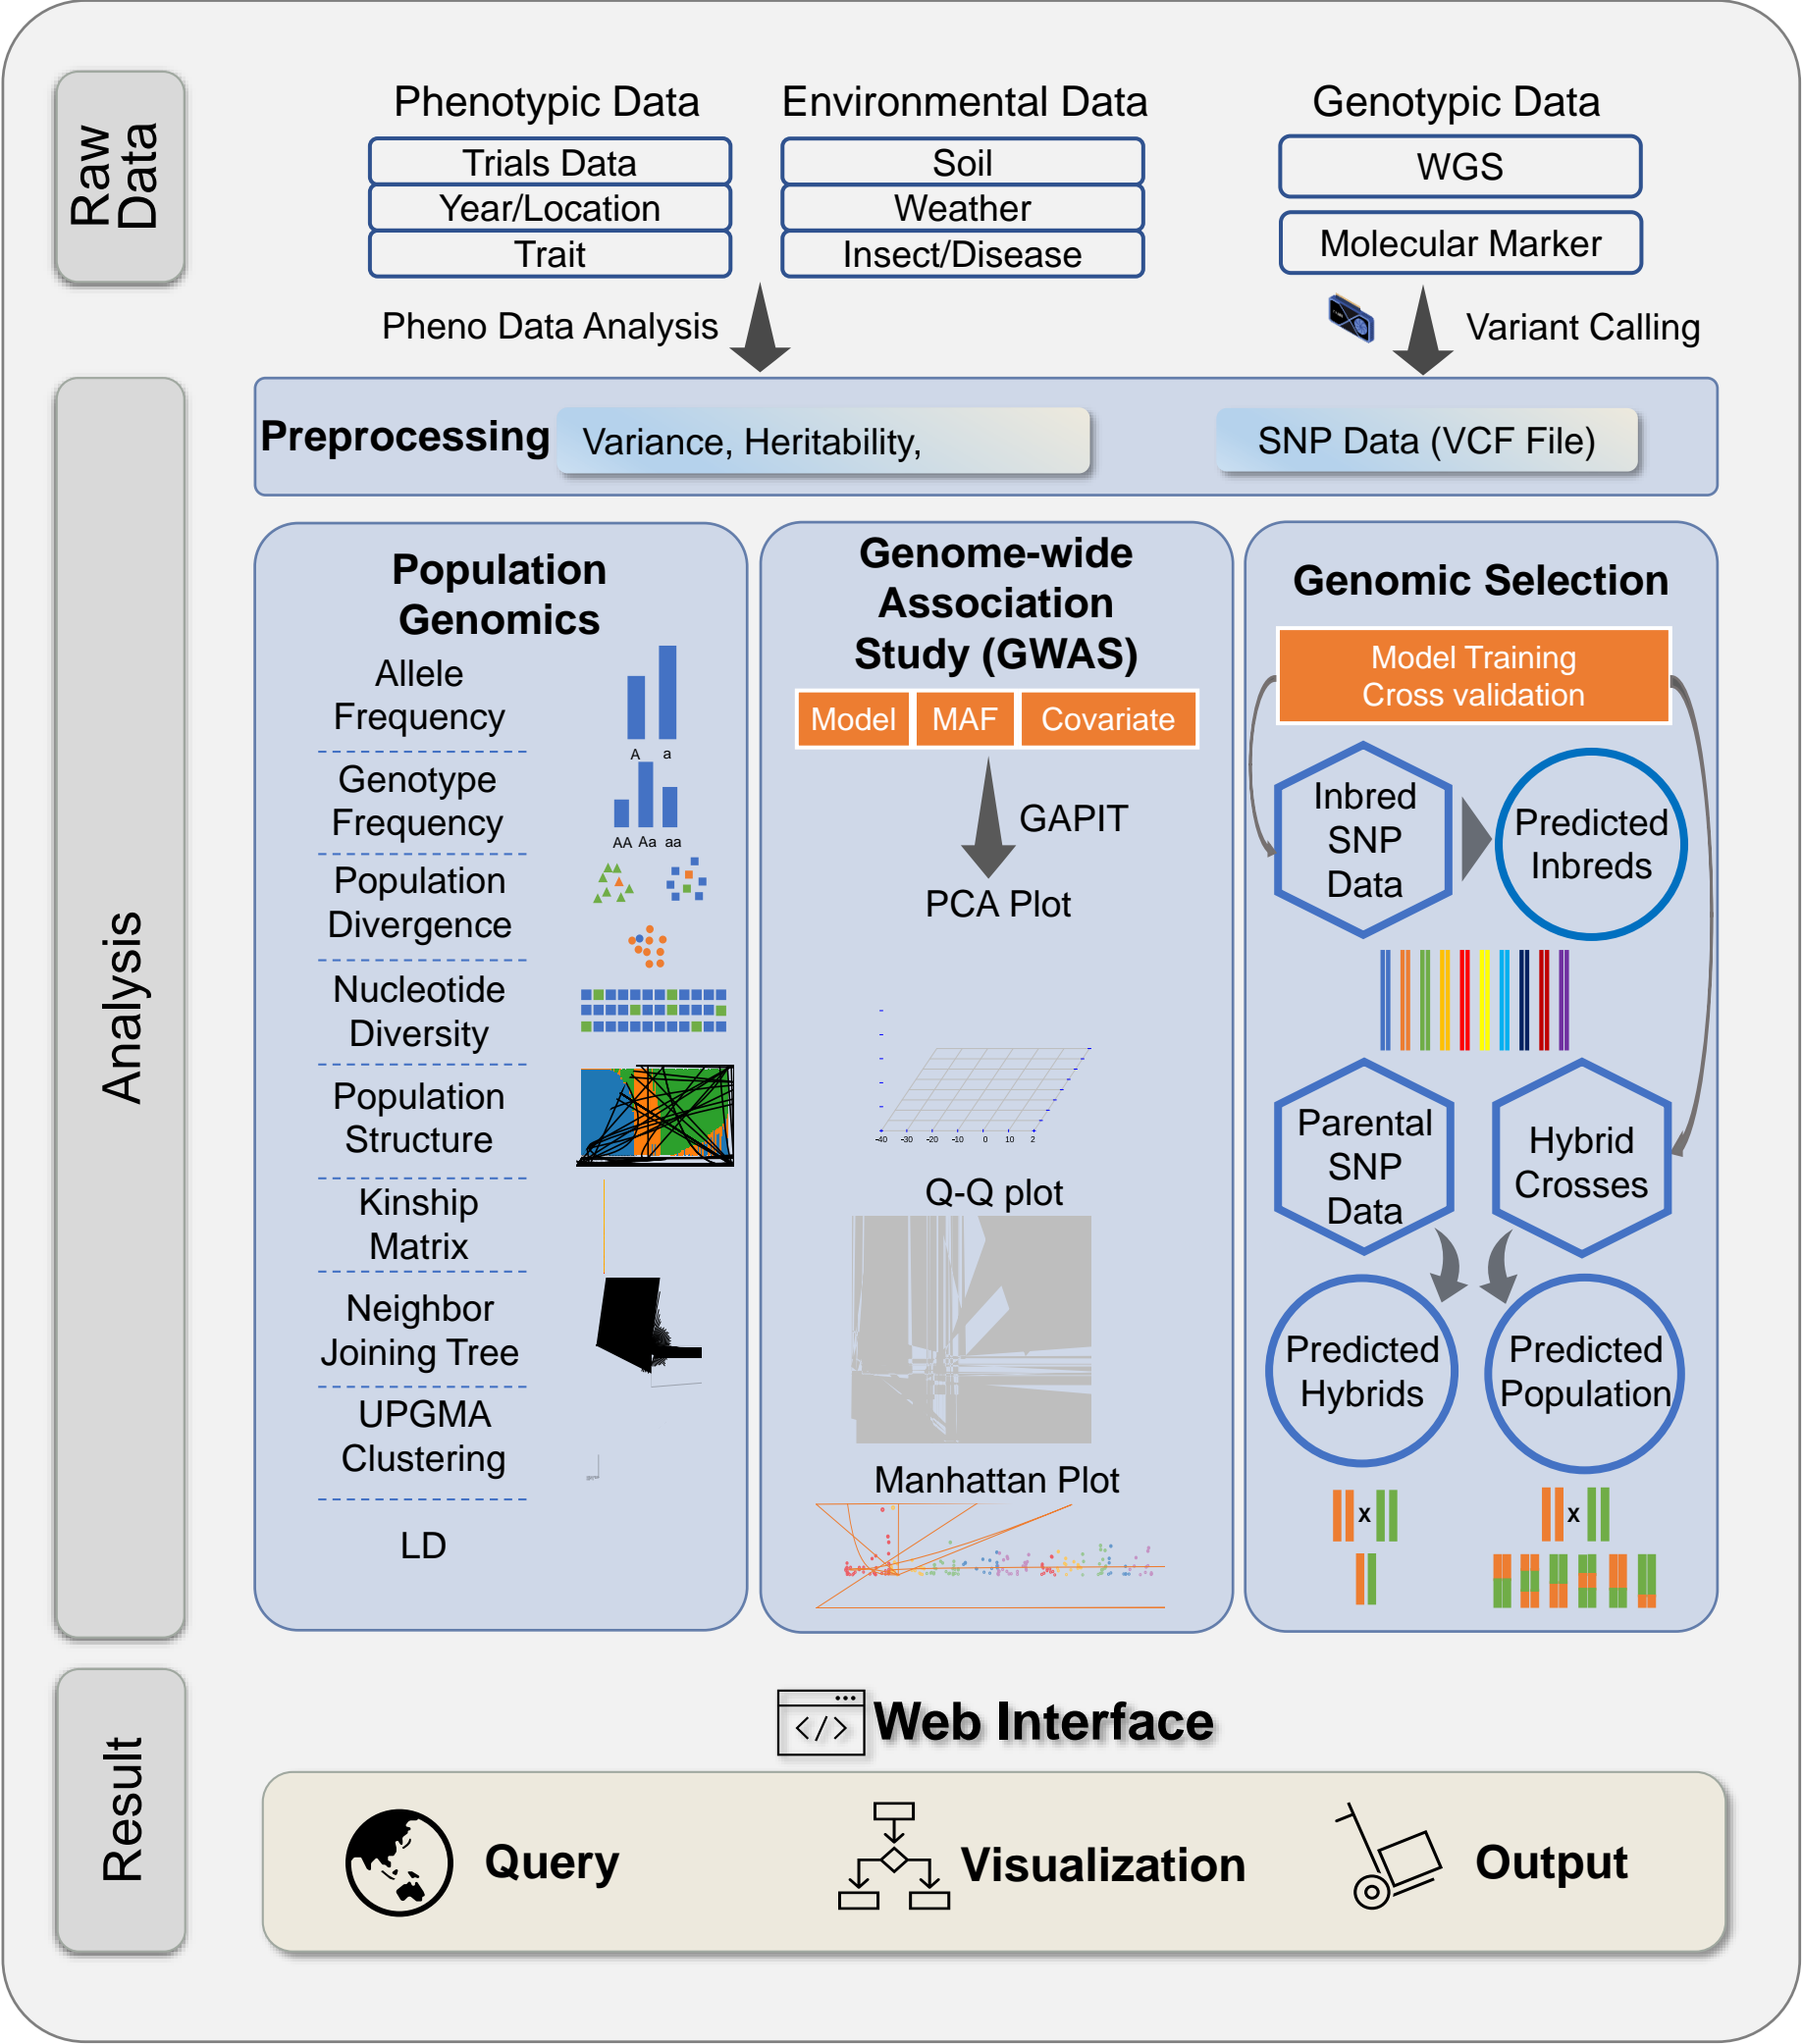 Raw
Data
Phenotypic Data
Trials Data
Year/Location
Trait
Environmental Data
Soil
Weather
Insect/Disease
Genotypic Data
WGS
Molecular Marker
Pheno Data Analysis
Variant Calling
Analysis
Preprocessing
Variance, Heritability,
SNP Data (VCF File)
Population
Genomics
Allele
Frequency
A a
Genotype
Frequency
AA Aa aa
Population
Divergence
Nucleotide
Diversity
Population
Structure
Kinship
Matrix
Neighbor
Joining Tree
UPGMA
Clustering
LD
Genome-wide
Association
Study (GWAS)
Model MAF Covariate
GAPIT
PCA Plot
-40 -30 -20 -10 0 10 2
Q-Q plot
Manhattan Plot
Genomic Selection
Model Training
Cross validation
Inbred
SNP
Data
Predicted
Inbreds
Parental
SNP
Data
Hybrid
Crosses
Predicted
Hybrids
Predicted
Population
x
x
Result
</> Web Interface
Query
Visualization
Output